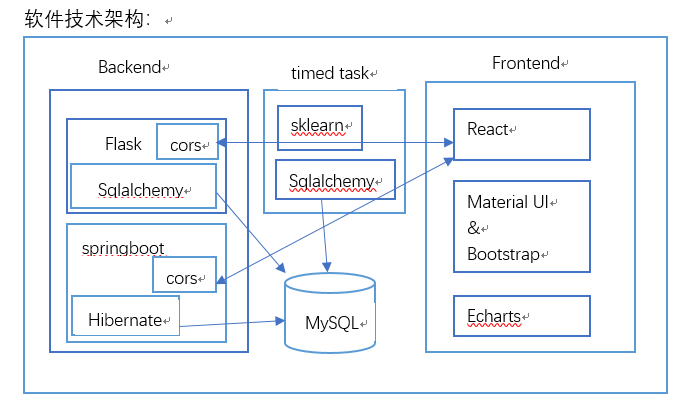 软件技术架构：
Backend
timed task
Frontend
Flask
cors
Sqlalchemy
springboot
cors
Hibernate
sklearn
Sqlalchemy
MySQL
React
Material UI
&
Bootstrap
Echarts